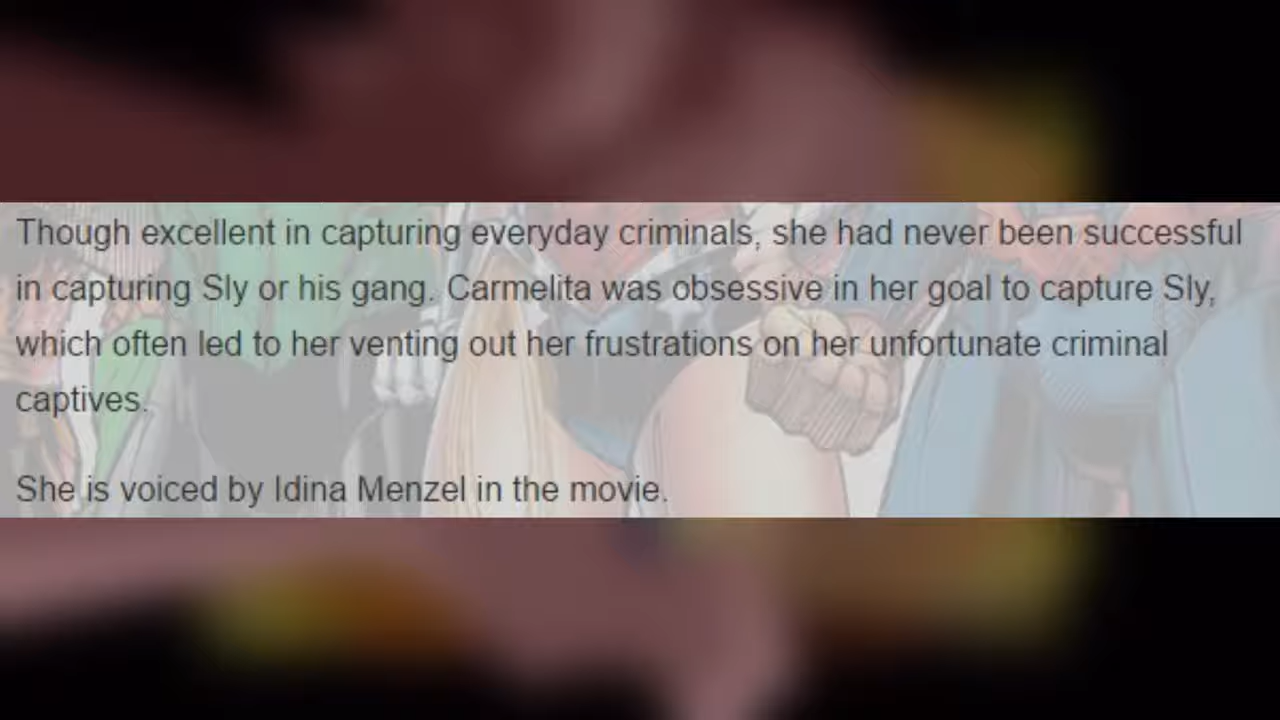 Though excellent in capturing everyday criminals, she had never been successful
in capturing Sly or his gang. Carmelita was obsessive in her goal to capture Sly,
which often led to her venting out her frustrations on her unfortunate criminal
captives.
She is voiced by Idina Menzel in the movie.